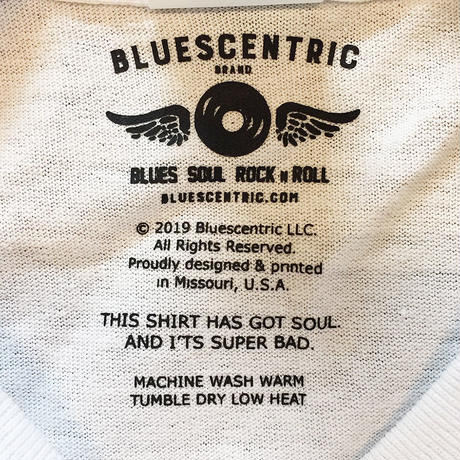 BLUESCENTRIC
BRAND
BLUES SOUL ROCK N ROLL
BLUESCENTRIC.COM
© 2019 Bluescentric LLC.
All Rights Reserved.
Proudly designed & printed
in Missouri, U.S.A.
THIS SHIRT HAS GOT SOUL.
AND I'TS SUPER BAD.
MACHINE WASH WARM
TUMBLE DRY LOW HEAT